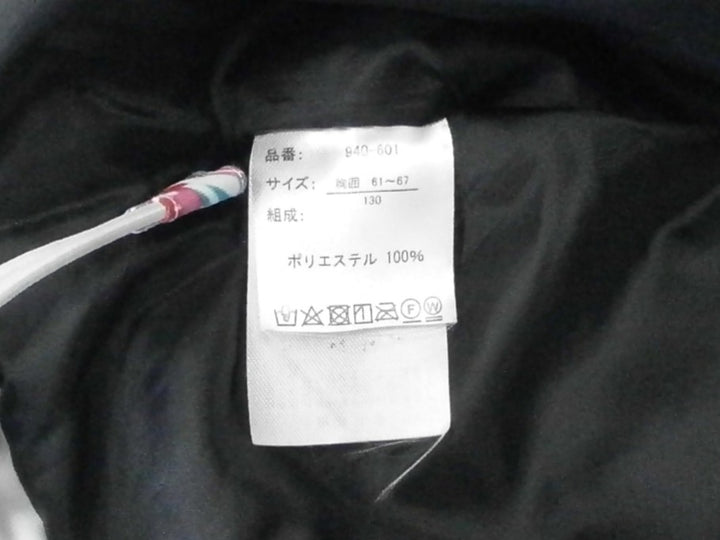 品番: 940-601
サイズ: 胸囲 61~67
130
組成:
ポリエステル 100%
F W